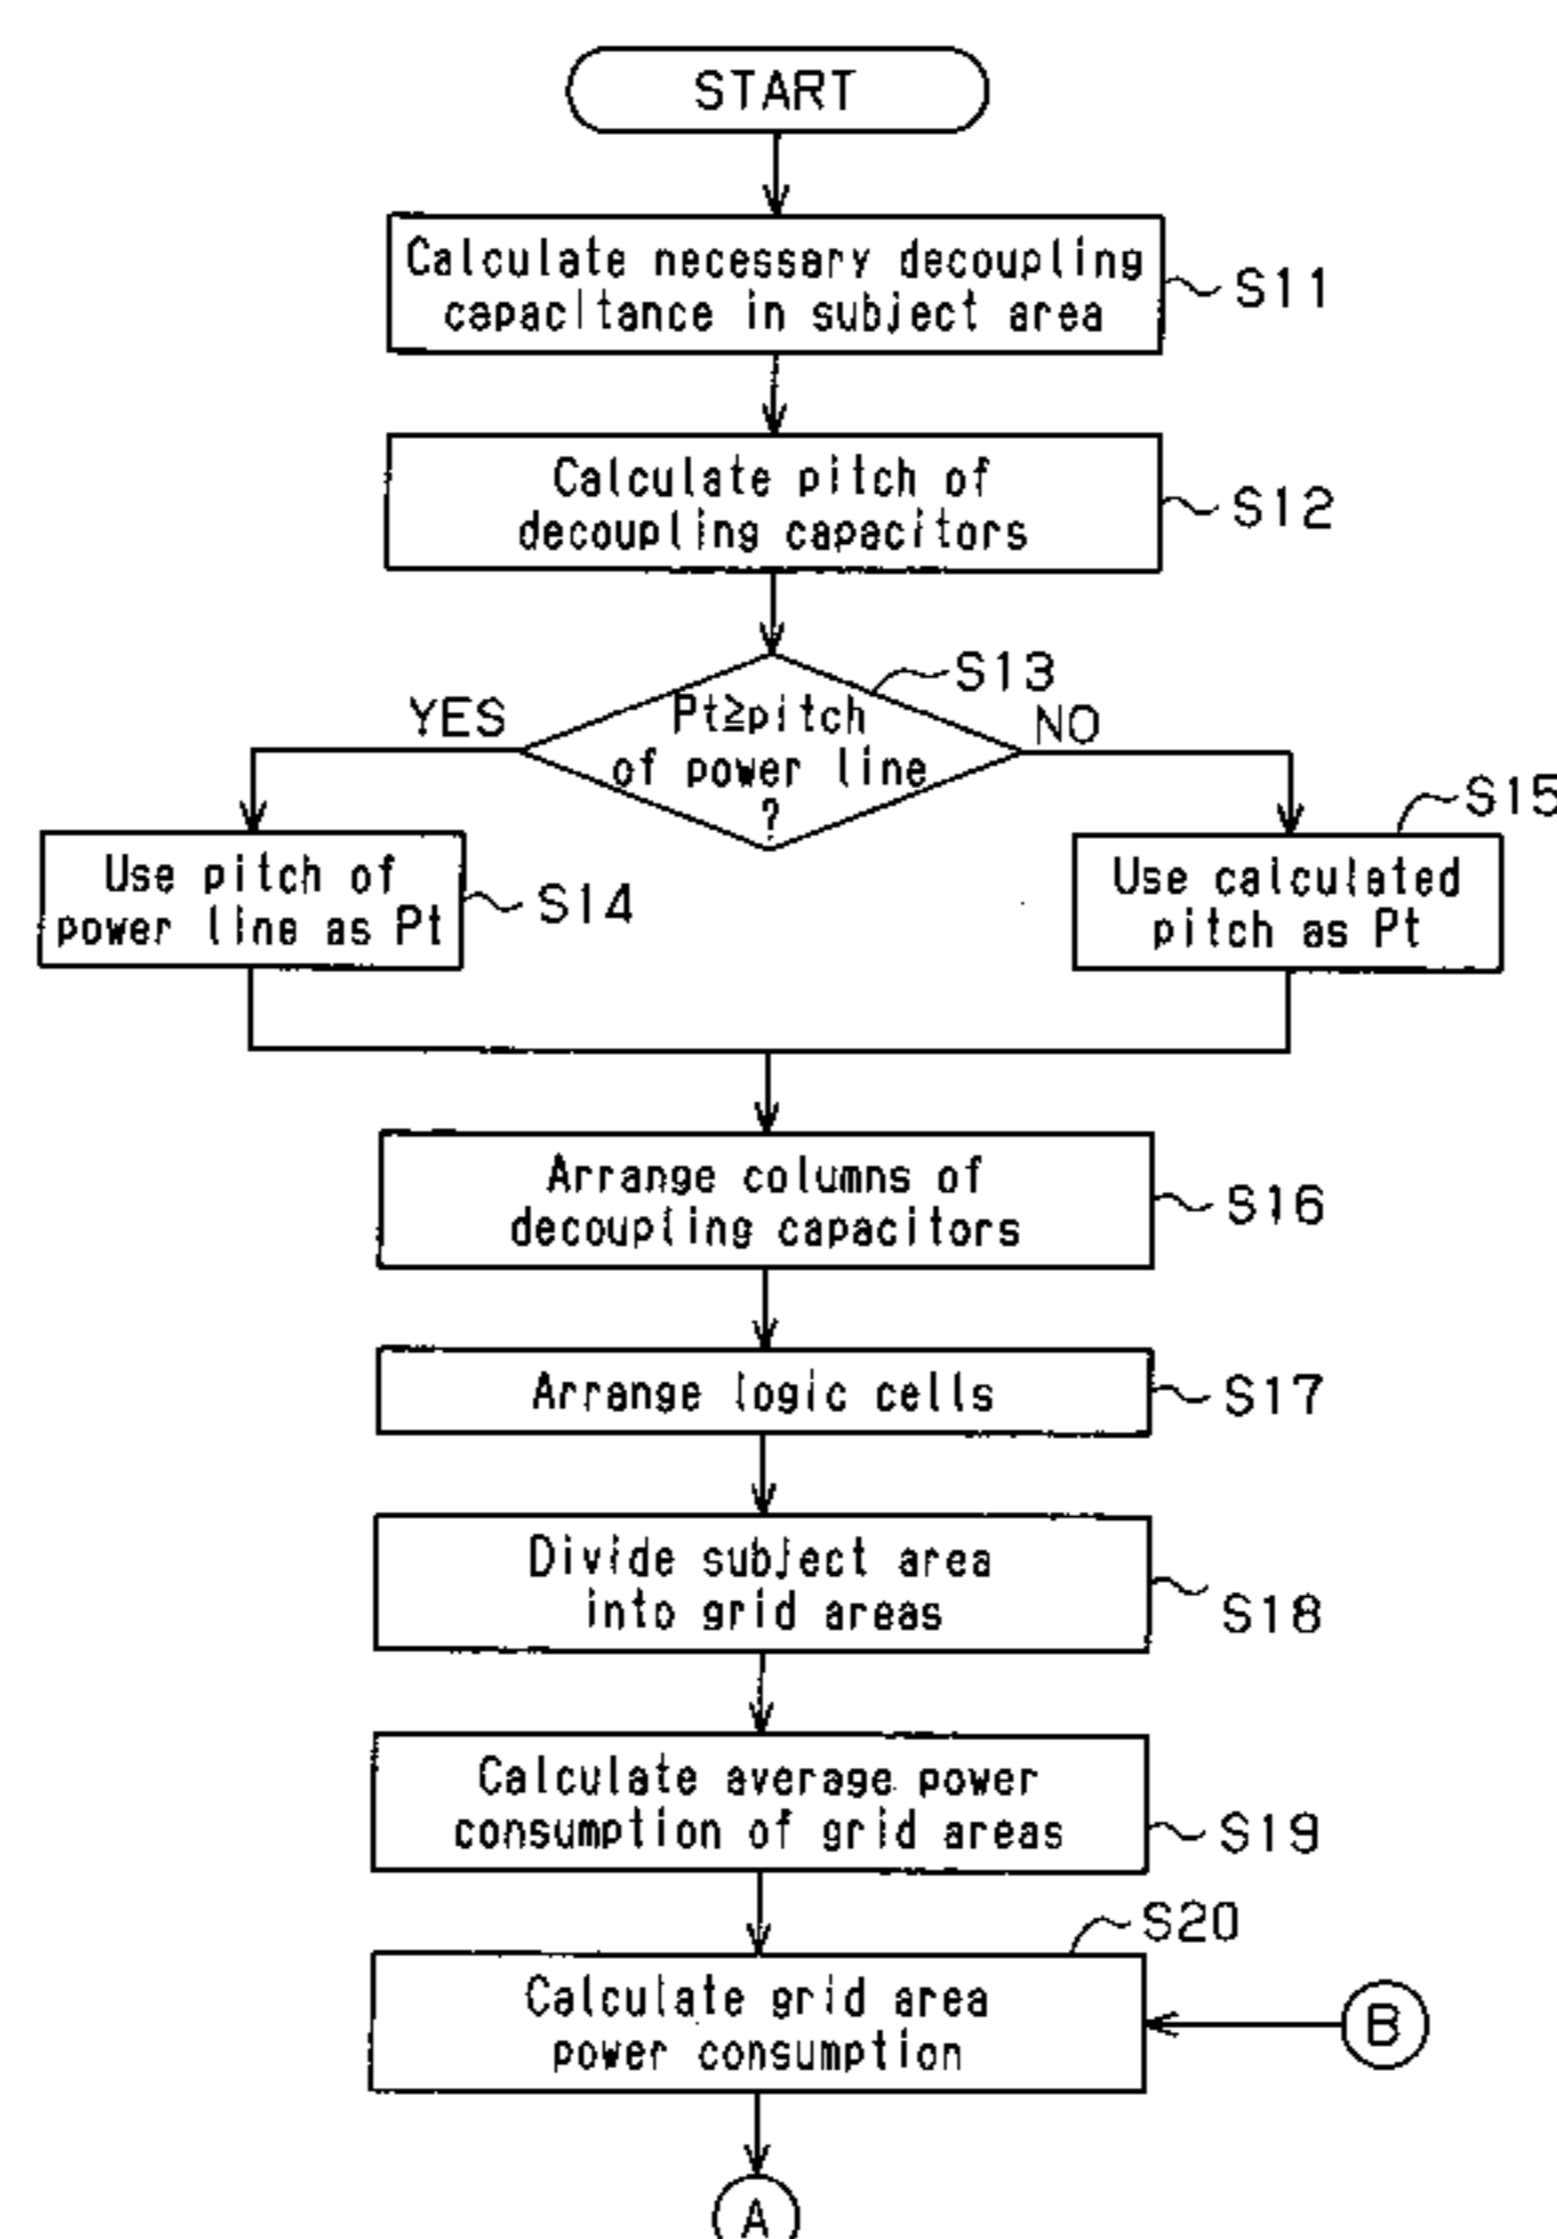 START
Calculate necessary decoupling
capacitance in subject area
S11
Calculate pitch of
decoupling capacitors
S12
S13
Pt≧pitch
of power line
?
YES
NO
Use pitch of
power line as Pt
S14
S15
Use calculated
pitch as Pt
Arrange columns of
decoupling capacitors
S16
Arrange logic cells
S17
Divide subject area
into grid areas
S18
Calculate average power
consumption of grid areas
S19
S20
Calculate grid area
power consumption
B
A